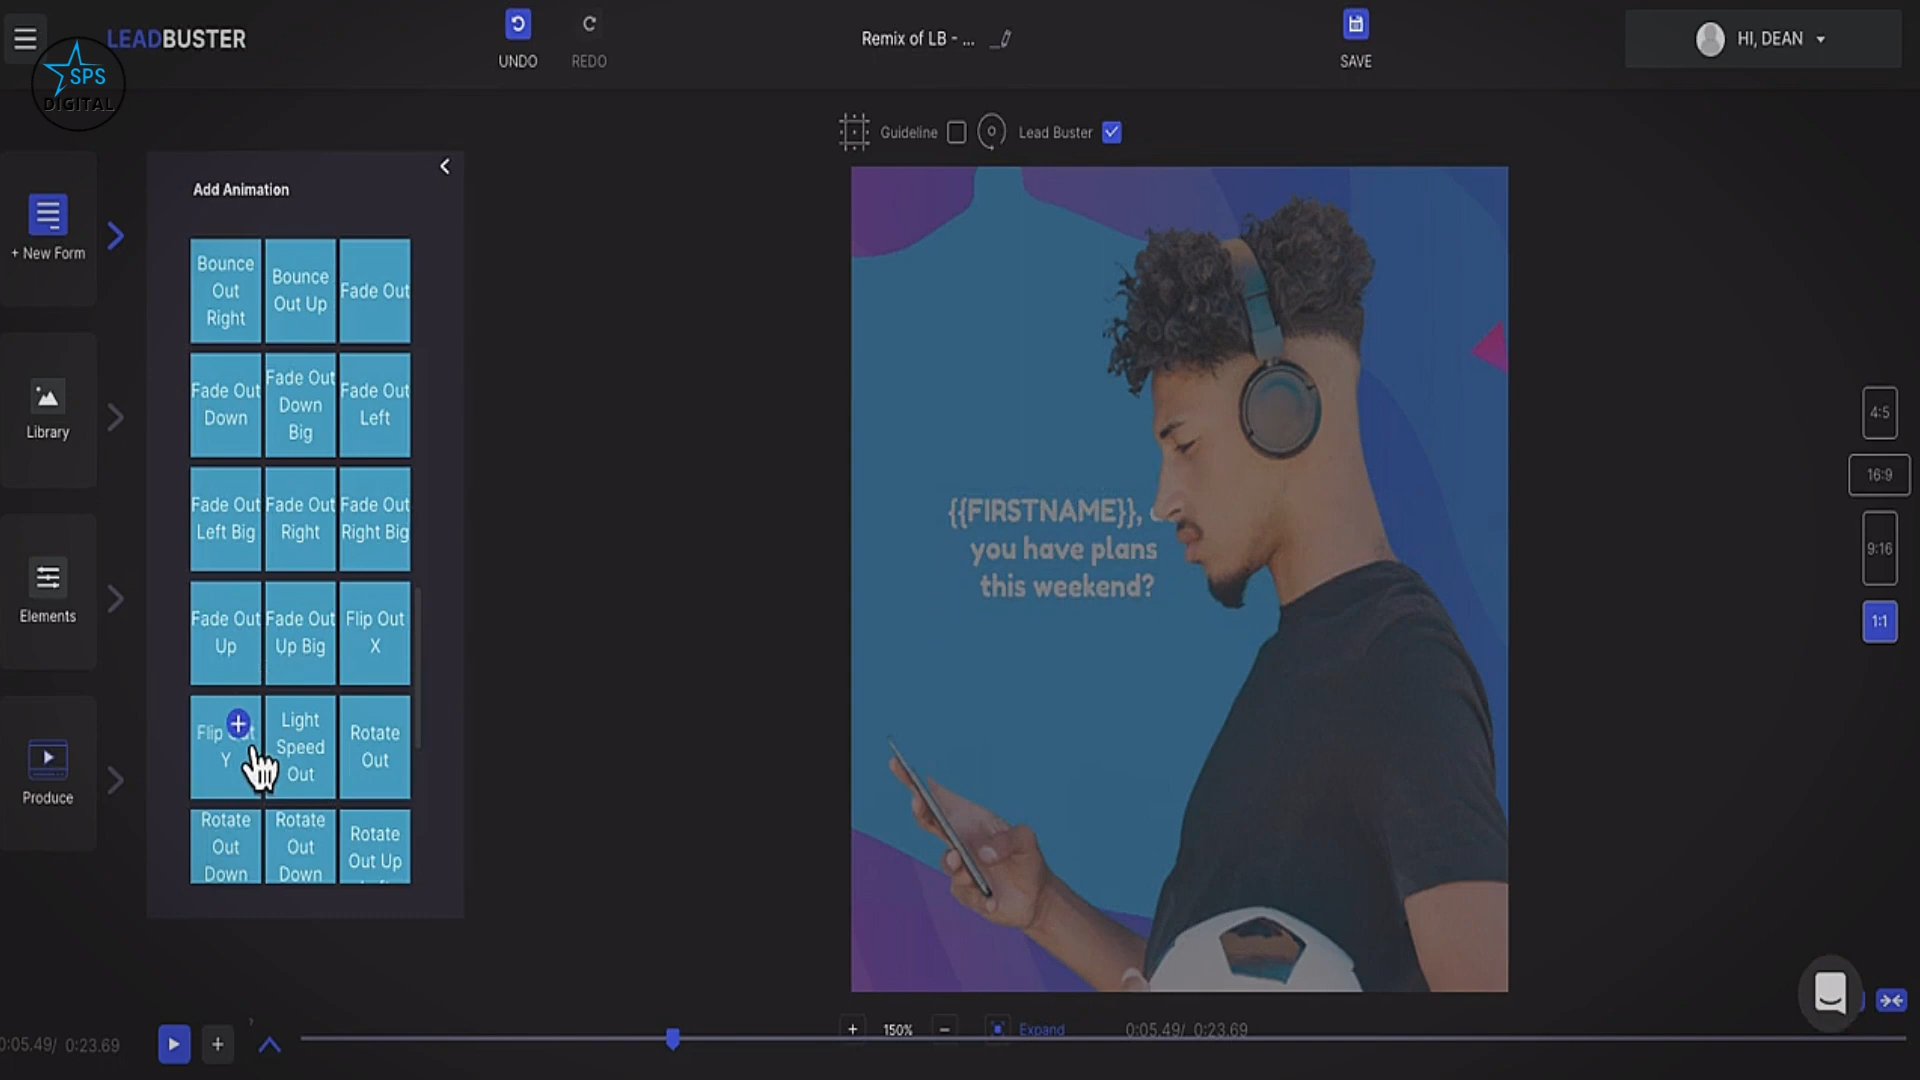 LEADBUSTER
SPS
DIGITAL
UNDO
REDO
Remix of LB - ...
SAVE
HI, DEAN
Guideline
Lead Buster
+ New Form
Library
Elements
Produce
Add Animation
Bounce
Out
Right
Bounce
Out Up
Fade Out
Fade Out
Down
Fade Out
Down
Big
Fade Out
Left
Fade Out
Left Big
Fade Out
Right
Fade Out
Right Big
Fade Out
Up
Fade Out
Up Big
Flip Out
X
Flip
Y
Light
Speed
Out
Rotate
Out
Rotate
Out
Down
Rotate
Out
Down
Rotate
Out Up
{{FIRSTNAME}},
you have plans
this weekend?
4:5
16:9
9:16
1:1
+ 150% −
Expand
0:05.49/ 0:23.69
0:05.49/ 0:23.69